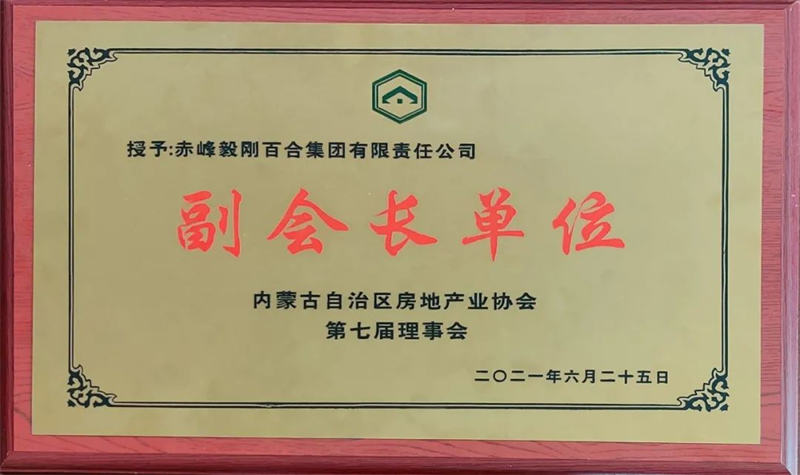 授予:赤峰毅刚百合集团有限责任公司
副会长单位
内蒙古自治区房地产业协会
第七届理事会
二〇二一年六月二十五日